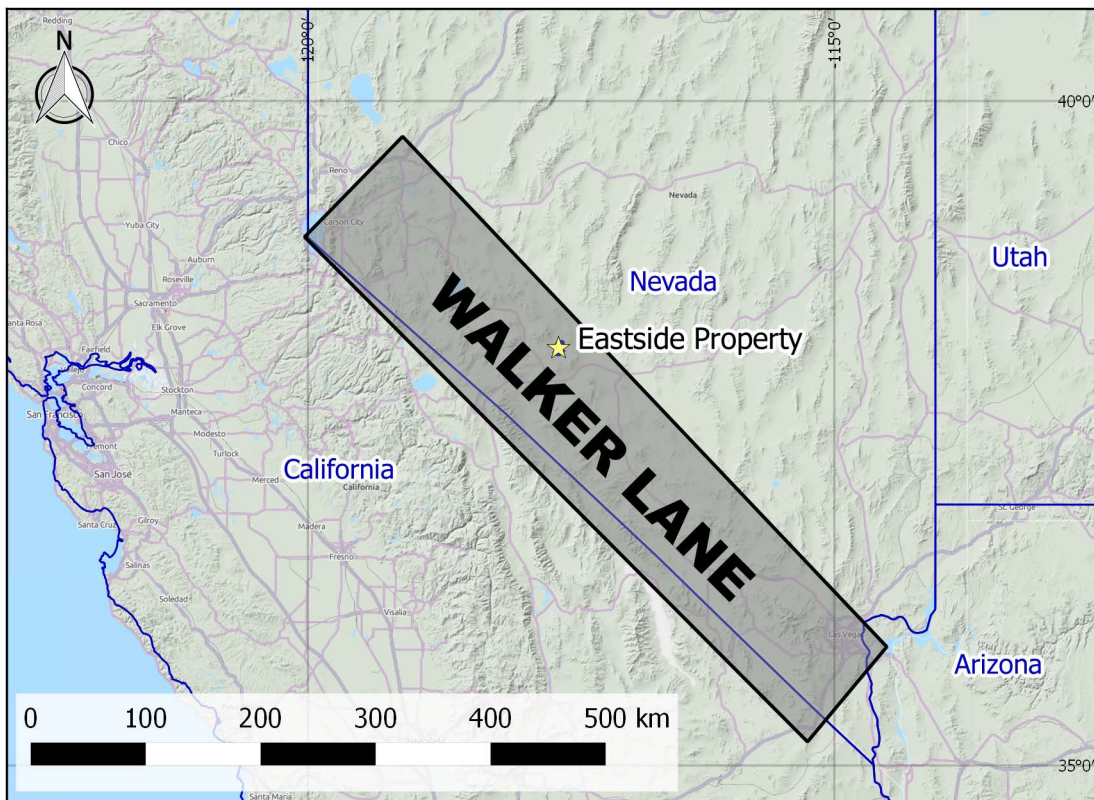 Redding
N
-120°0'
-115°0'
40°0'
Chico
Reno
Nevada
Yuba City
Carson City
Auburn
Utah
Roseville
Nevada
Sacramento
Elk Grove
Eastside Property
WALKER LANE
Fairfield
Concord
Stockton
Manteca
San Francisco
Modesto
Turlock
San José
California
Merced
California
Santa Cruz
Gilroy
Madera
St. George
Salinas
Fresno
Soledad
Visalia
Las Vegas
Arizona
0 100 200 300 400 500 km
35°0'
Santa Maria